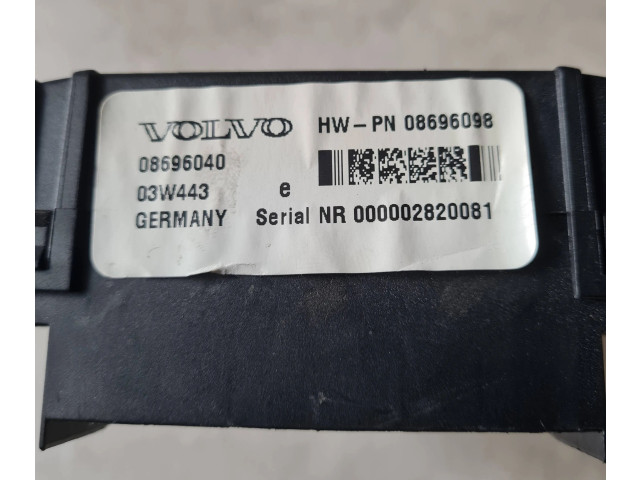 VOLVO HW-PN 08696098
08696040
03W443 e
GERMANY Serial NR 000002820081